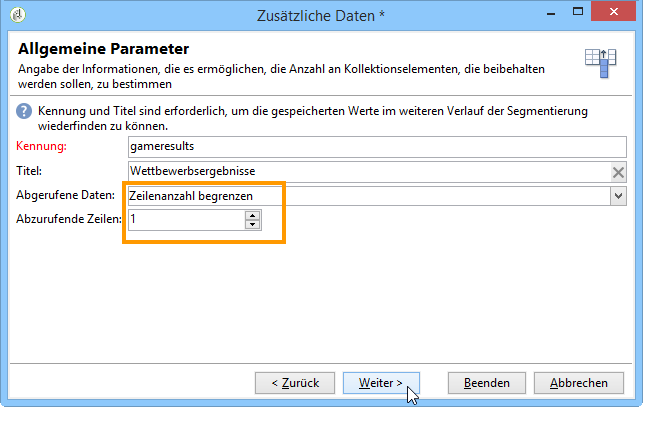 Zusätzliche Daten *
Allgemeine Parameter
Angabe der Informationen, die es ermöglichen, die Anzahl an Kollektionselementen, die beibehalten
werden sollen, zu bestimmen
Kennung und Titel sind erforderlich, um die gespeicherten Werte im weiteren Verlauf der Segmentierung
wiederfinden zu können.
Kennung: gameresults
Titel: Wettbewerbsergebnisse
Abgerufene Daten: Zeilenanzahl begrenzen
Abzurufende Zeilen: 1
< Zurück Weiter > Beenden Abbrechen